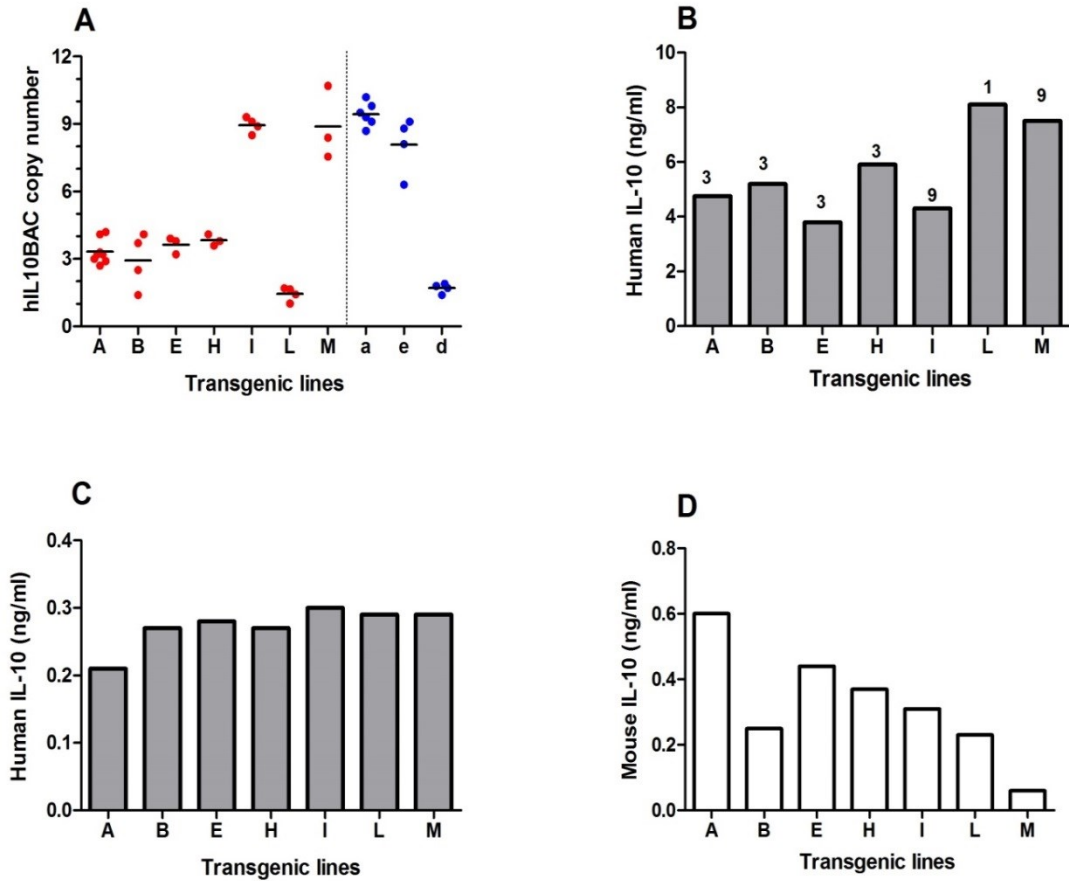 A
hIL10BAC copy number
12
9
6
3
0
A B E H I L M a e d
Transgenic lines
B
Human IL-10 (ng/ml)
10
8
6
4
2
0
3 3 3 3 9 1 9
A B E H I L M
Transgenic lines
C
Human IL-10 (ng/ml)
0.4
0.3
0.2
0.1
0.0
A B E H I L M
Transgenic lines
D
Mouse IL-10 (ng/ml)
0.8
0.6
0.4
0.2
0.0
A B E H I L M
Transgenic lines